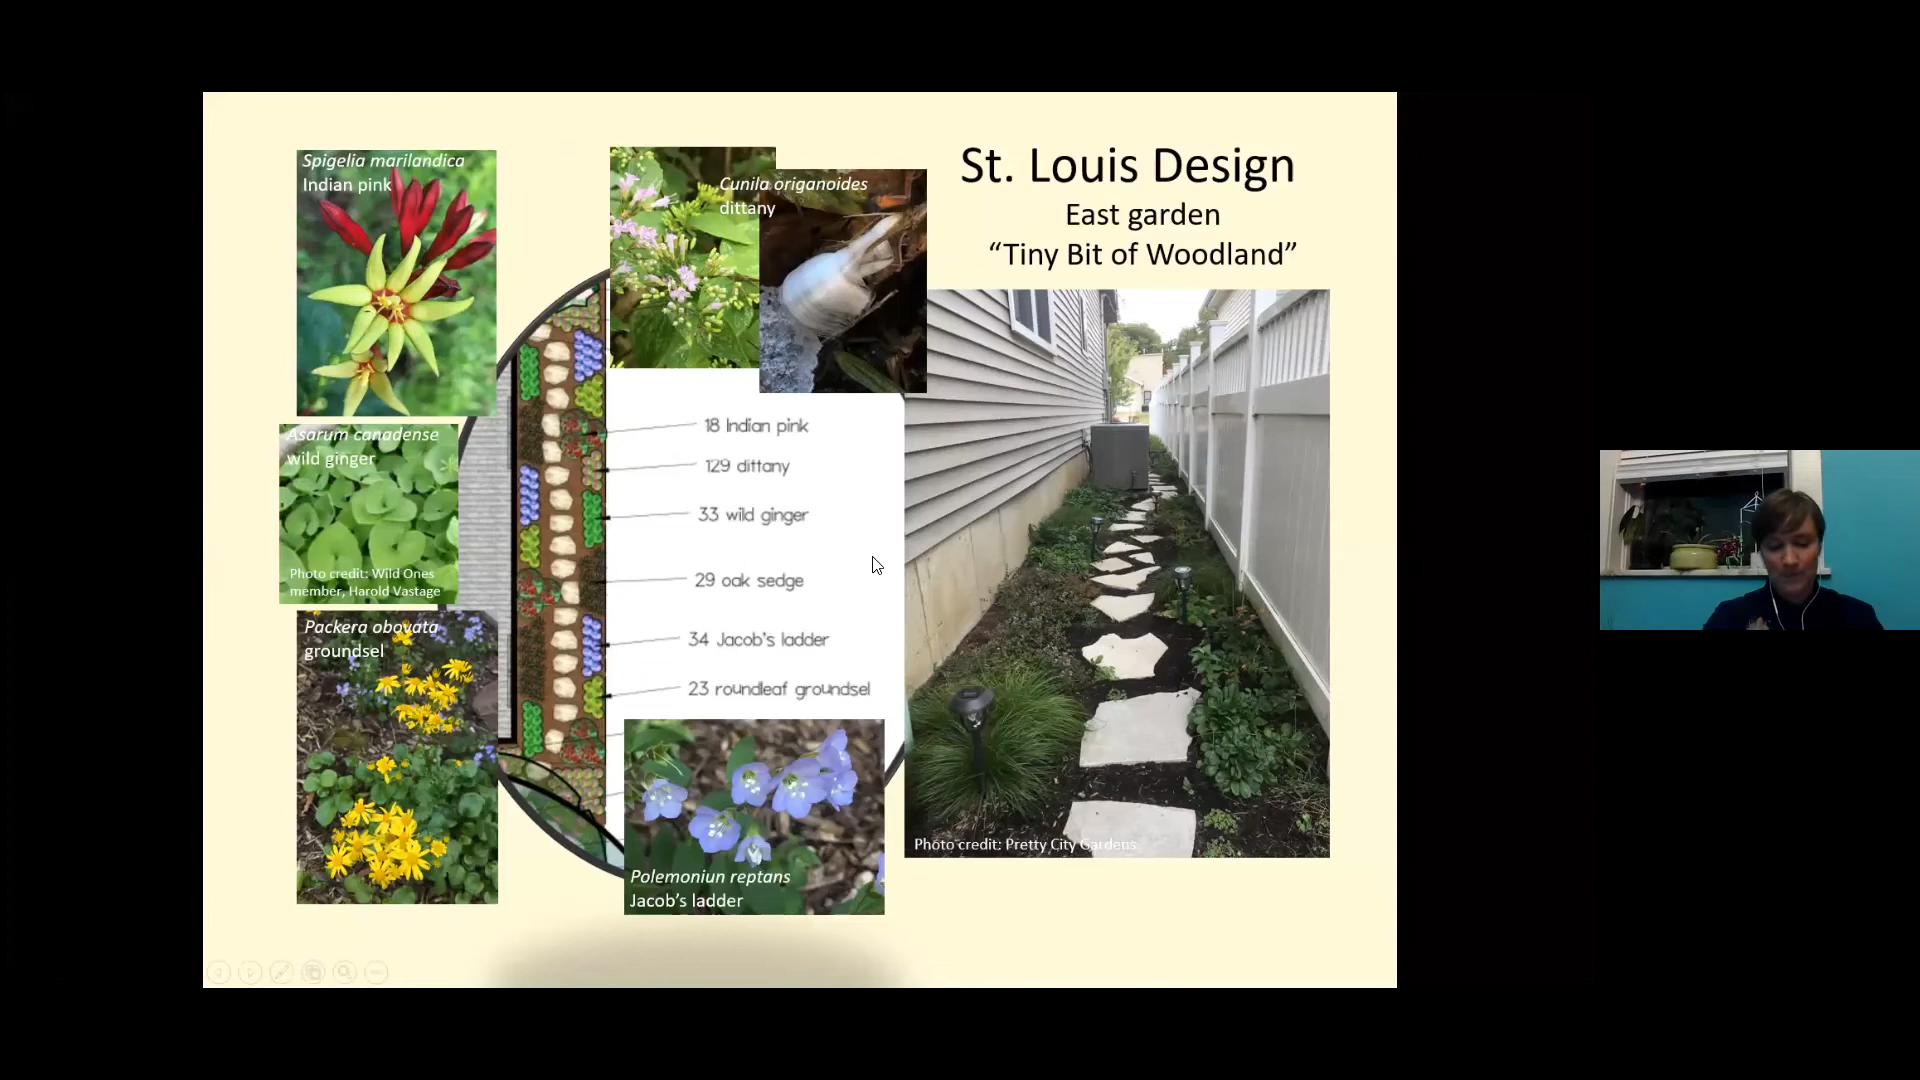 St. Louis Design
East garden
“Tiny Bit of Woodland”
Spigelia marilandica
Indian pink
Cunila origanoides
dittany
Asarum canadense
wild ginger
Photo credit: Wild Ones
member, Harold Vastage
Packera obovata
groundsel
18 Indian pink
129 dittany
33 wild ginger
29 oak sedge
34 Jacob's ladder
23 roundleaf groundsel
Polemoniun reptans
Jacob’s ladder
Photo credit: Pretty City Gardens